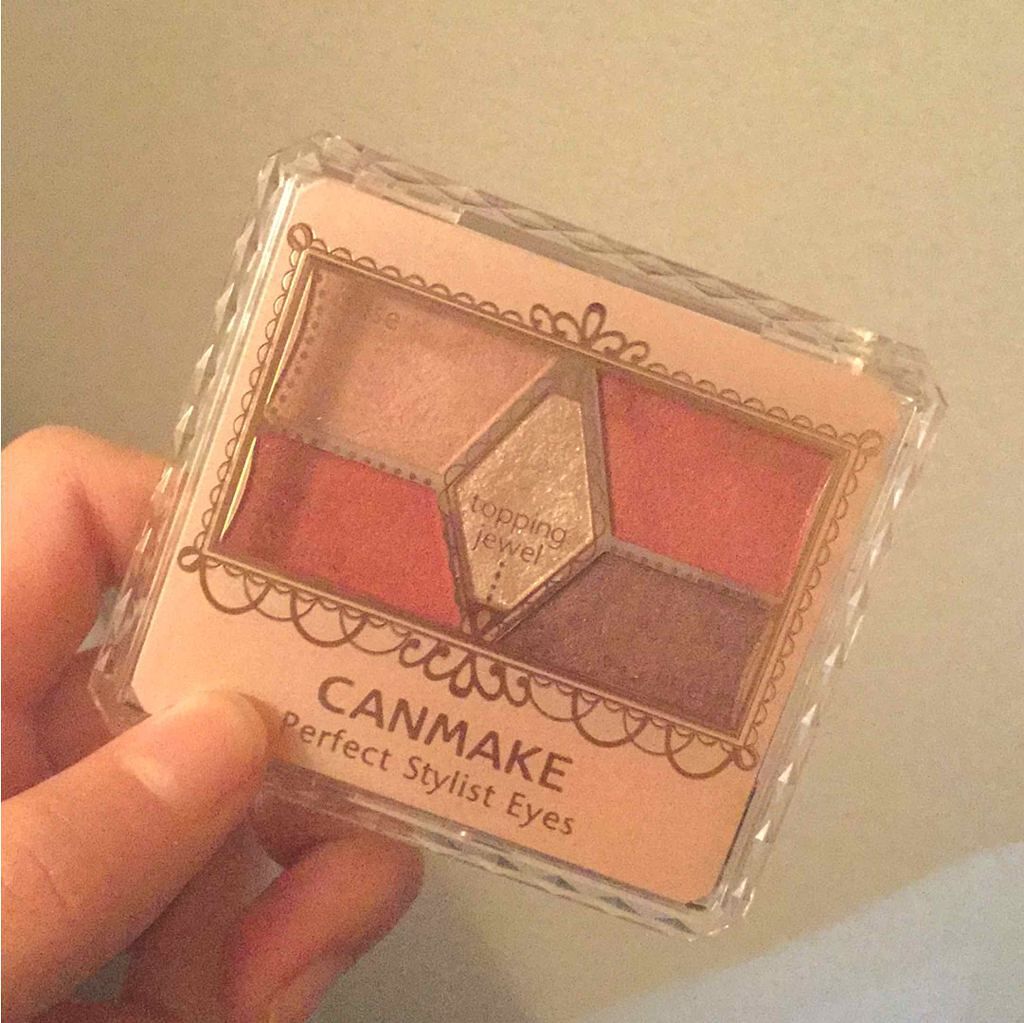 topping
jewel
CANMAKE
Perfect Stylist Eyes